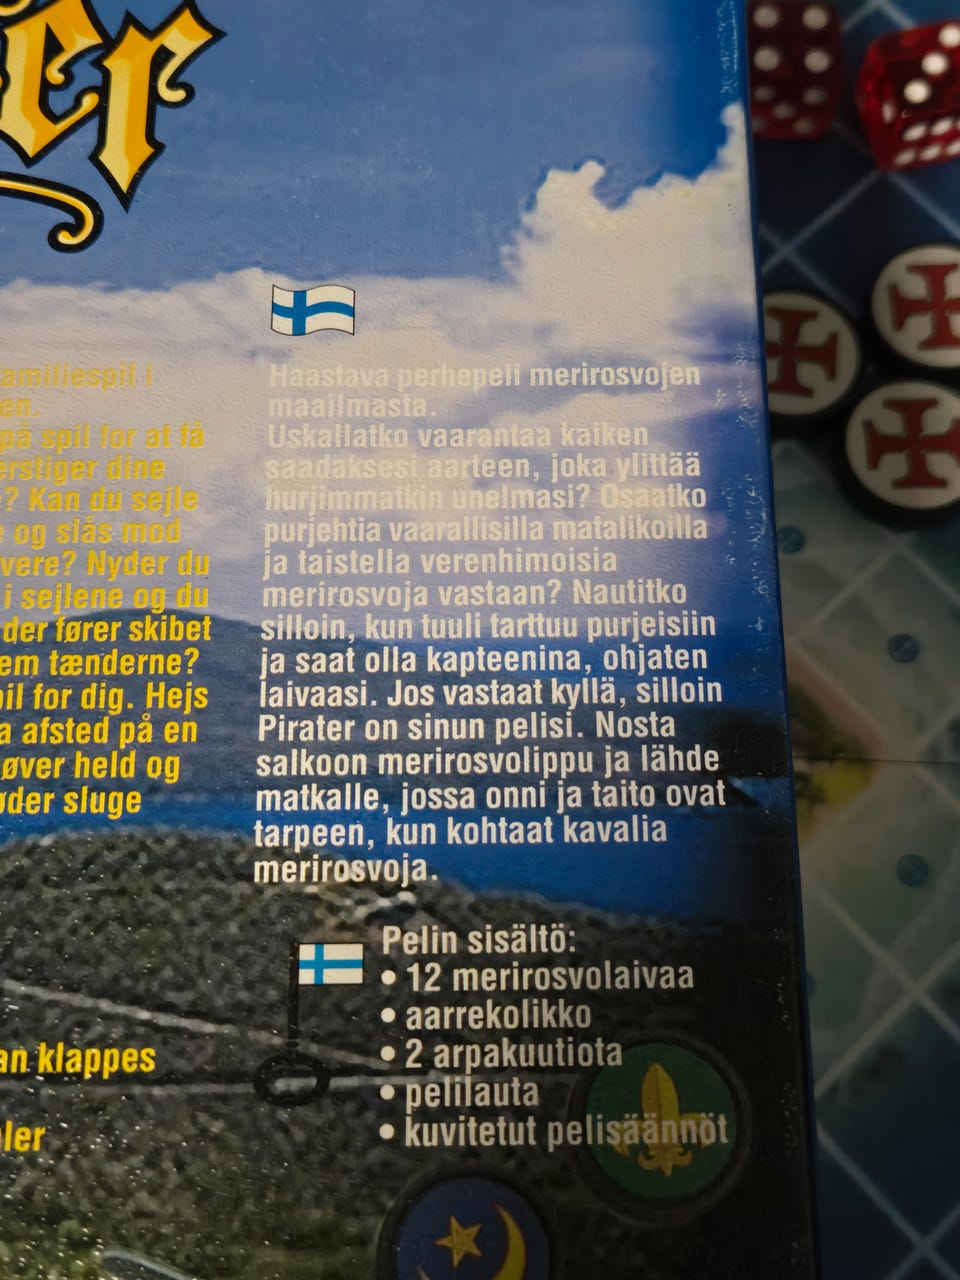 er
amiliespil i
en.
på spil for at få
erstiger dine
? Kan du sejle
e og slås mod
vere? Nyder du
i sejlene og du
der fører skibet
em tænderne?
il for dig. Hejs
a afsted på en
øver held og
der sluge
an klappes
ler
Haastava perhepeli merirosvojen
maailmasta.
Uskallatko vaarantaa kaiken
saadaksesi aarteen, joka ylittää
hurjimmatkin unelmasi? Osaatko
purjehtia vaarallisilla matalikoilla
ja taistella verenhimoisia
merirosvoja vastaan? Nautitko
silloin, kun tuuli tarttuu purjeisiin
ja saat olla kapteenina, ohjaten
laivaasi. Jos vastaat kyllä, silloin
Pirater on sinun pelisi. Nosta
salkoon merirosvolippu ja lähde
matkalle, jossa onni ja taito ovat
tarpeen, kun kohtaat kavalia
merirosvoja.
Pelin sisältö:
• 12 merirosvolaivaa
• aarrekolikko
• 2 arpakuutiota
• pelilauta
• kuvitetut pelisäännöt